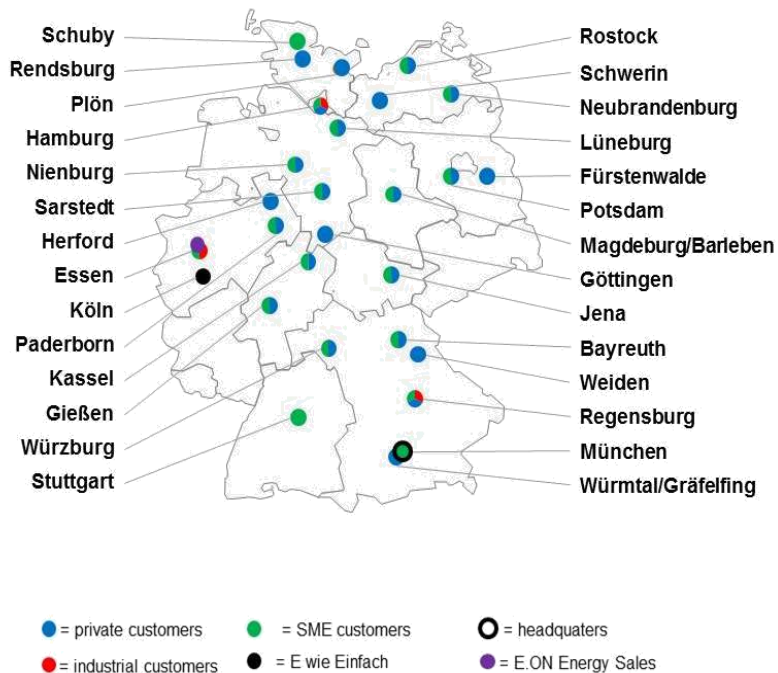 Schuby
Rendsburg
Plön
Hamburg
Nienburg
Sarstedt
Herford
Essen
Köln
Paderborn
Kassel
Gießen
Würzburg
Stuttgart
Rostock
Schwerin
Neubrandenburg
Lüneburg
Fürstenwalde
Potsdam
Magdeburg/Barleben
Göttingen
Jena
Bayreuth
Weiden
Regensburg
München
Würmtal/Gräfelfing
= private customers
= SME customers
= headquaters
= industrial customers
= E wie Einfach
= E.ON Energy Sales